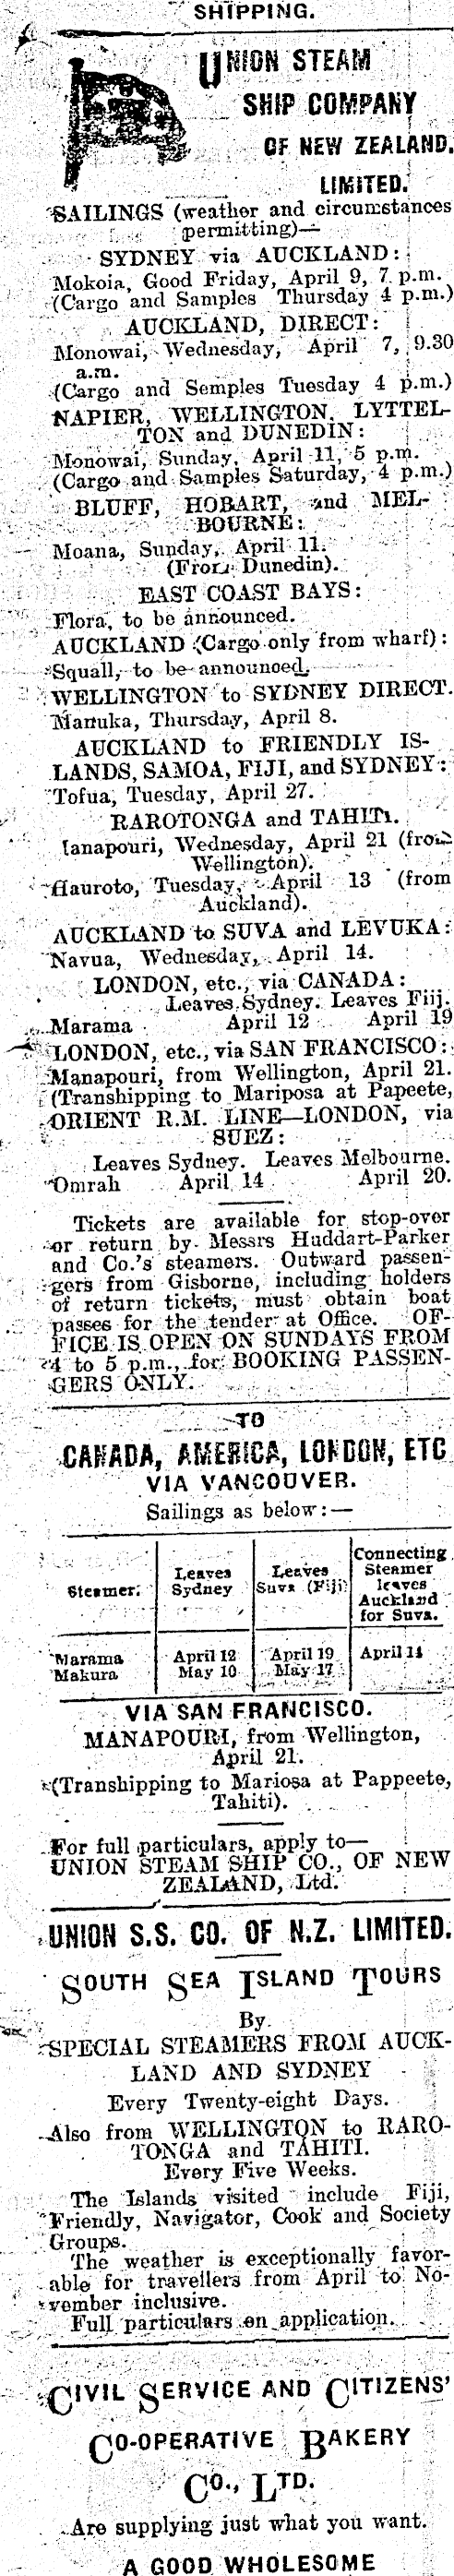 SHIPPING.
UNION STEAM
SHIP COMPANY
OF NEW ZEALAND.
LIMITED.
SAILINGS (weather and circumstances
permitting)—
SYDNEY via AUCKLAND:
Mokoia, Good Friday, April 9, 7 p.m.
(Cargo and Samples Thursday 4 p.m.)
AUCKLAND, DIRECT:
Monowai, Wednesday, April 7, 9.30
a.m.
(Cargo and Semples Tuesday 4 p.m.)
NAPIER, WELLINGTON, LYTTEL-
TON and DUNEDIN:
Monowai, Sunday, April 11, 5 p.m.
(Cargo and Samples Saturday, 4 p.m.)
BLUFF, HOBART, and MEL-
BOURNE:
Moana, Sunday, April 11.
(From Dunedin).
EAST COAST BAYS:
Flora, to be announced.
AUCKLAND (Cargo only from wharf):
Squall, to be announced.
WELLINGTON to SYDNEY DIRECT.
Manuka, Thursday, April 8.
AUCKLAND to FRIENDLY IS-
LANDS, SAMOA, FIJI, and SYDNEY:
Tofua, Tuesday, April 27.
RAROTONGA and TAHITI.
anapouri, Wednesday, April 21 (from
Wellington).
Hauroto, Tuesday, April 13 (from
Auckland).
AUCKLAND to SUVA and LEVUKA:
Navua, Wednesday, April 14.
LONDON, etc., via CANADA:
Leaves Sydney. Leaves Fiij.
Marama April 12 April 19
LONDON, etc., via SAN FRANCISCO:
Manapouri, from Wellington, April 21.
(Transhipping to Mariposa at Papeete,
ORIENT R.M. LINE—LONDON, via
SUEZ:
Leaves Sydney. Leaves Melbourne.
Omrah April 14 April 20.
Tickets are available for stop-over
or return by Messrs Huddart-Parker
and Co.'s steamers. Outward passen-
gers from Gisborne, including holders
of return tickets, must obtain boat
passes for the tender at Office. OF-
FICE IS OPEN ON SUNDAYS FROM
4 to 5 p.m., for BOOKING PASSEN-
GERS ONLY.
TO
CANADA, AMERICA, LONDON, ETC
VIA VANCOUVER.
Sailings as below:—
Steamer. Leaves Sydney Leaves Suva (Fiji) Connecting Steamer leaves Auckland for Suva.
Marama April 12 April 19 April 14
Makura May 10 May 17
VIA SAN FRANCISCO.
MANAPOURI, from Wellington,
April 21.
(Transhipping to Mariosa at Pappeete,
Tahiti).
For full particulars, apply to—
UNION STEAM SHIP CO., OF NEW
ZEALAND, Ltd.
UNION S.S. CO. OF N.Z. LIMITED.
SOUTH SEA ISLAND TOURS
By
SPECIAL STEAMERS FROM AUCK-
LAND AND SYDNEY
Every Twenty-eight Days.
Also from WELLINGTON to RARO-
TONGA and TAHITI.
Every Five Weeks.
The Islands visited include Fiji,
Friendly, Navigator, Cook and Society
Groups.
The weather is exceptionally favor-
able for travellers from April to No-
vember inclusive.
Full particulars on application.
CIVIL SERVICE AND CITIZENS'
CO-OPERATIVE BAKERY
CO., LTD.
Are supplying just what you want.
A GOOD WHOLESOME